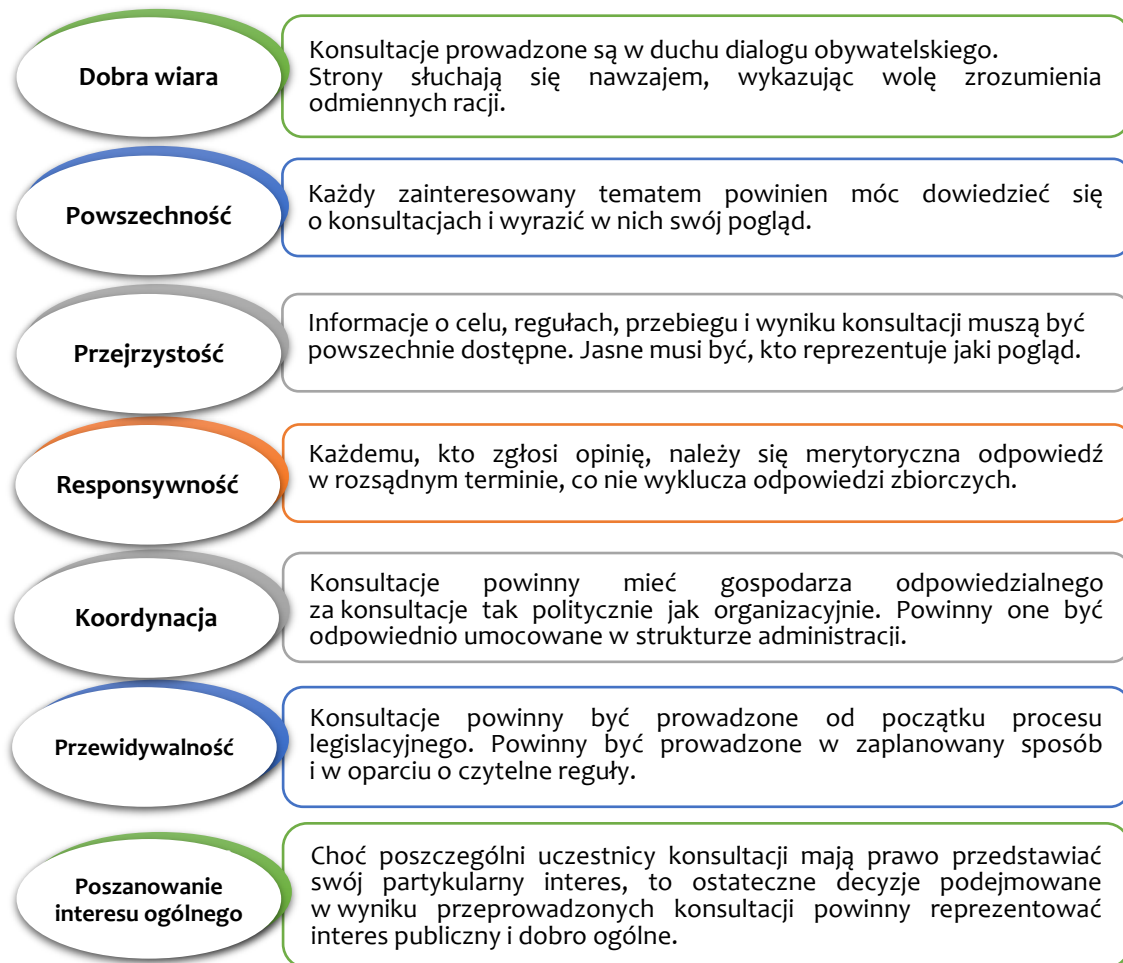 Dobra wiara
Konsultacje prowadzone są w duchu dialogu obywatelskiego.
Strony słuchają się nawzajem, wykazując wolę zrozumienia
odmiennych racji.
Powszechność
Każdy zainteresowany tematem powinien móc dowiedzieć się
o konsultacjach i wyrazić w nich swój pogląd.
Przejrzystość
Informacje o celu, regułach, przebiegu i wyniku konsultacji muszą być
powszechnie dostępne. Jasne musi być, kto reprezentuje jaki pogląd.
Responsywność
Każdemu, kto zgłosi opinię, należy się merytoryczna odpowiedź
w rozsądnym terminie, co nie wyklucza odpowiedzi zbiorczych.
Koordynacja
Konsultacje powinny mieć gospodarza odpowiedzialnego
za konsultacje tak politycznie jak organizacyjnie. Powinny one być
odpowiednio umocowane w strukturze administracji.
Przewidywalność
Konsultacje powinny być prowadzone od początku procesu
legislacyjnego. Powinny być prowadzone w zaplanowany sposób
i w oparciu o czytelne reguły.
Poszanowanie
interesu ogólnego
Choć poszczególni uczestnicy konsultacji mają prawo przedstawiać
swój partykularny interes, to ostateczne decyzje podejmowane
w wyniku przeprowadzonych konsultacji powinny reprezentować
interes publiczny i dobro ogólne.